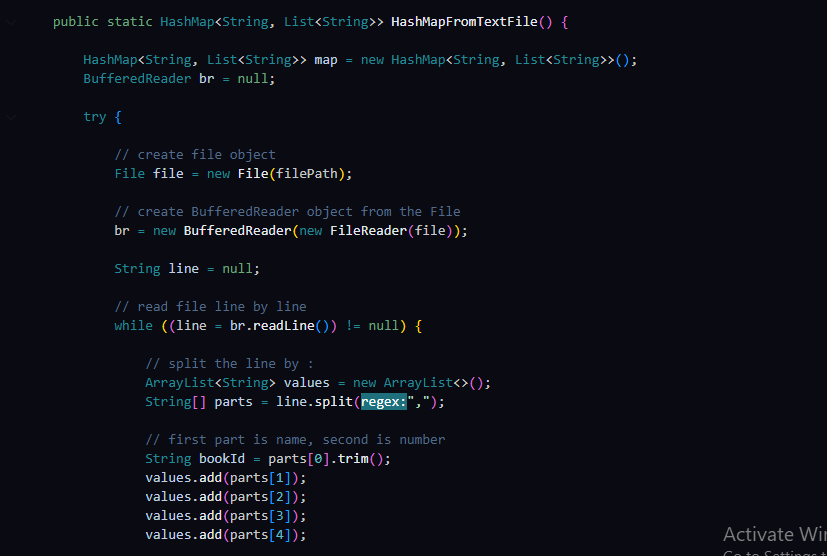 public static HashMap<String, List<String>> HashMapFromTextFile() {
HashMap<String, List<String>> map = new HashMap<String, List<String>>();
BufferedReader br = null;
try {
// create file object
File file = new File(filePath);
// create BufferedReader object from the File
br = new BufferedReader(new FileReader(file));
String line = null;
// read file line by line
while ((line = br.readLine()) != null) {
// split the line by :
ArrayList<String> values = new ArrayList<>();
String[] parts = line.split(regex:",");
// first part is name, second is number
String bookId = parts[0].trim();
values.add(parts[1]);
values.add(parts[2]);
values.add(parts[3]);
values.add(parts[4]);
Activate Win
Go to Settings t